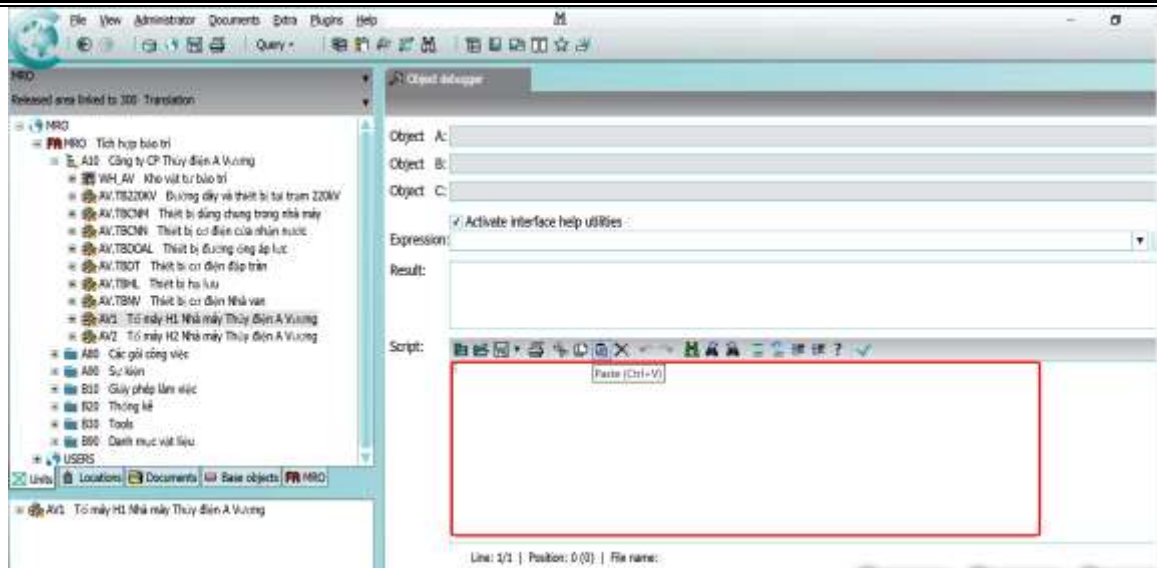 File View Administrator Documents Extra Plugins Help
Query
MRO
Released area linked to 300 Translation
MRO
MRO Tích hợp bảo trì
A10 Công ty CP Thủy điện A Vương
WH_AV Kho vật tư bảo trì
AV.TB220KV Đường dây và thiết bị tại trạm 220kV
AV.TBCNM Thiết bị dùng chung trong nhà máy
AV.TBCNN Thiết bị cơ điện cửa nhận nước
AV.TBDOAL Thiết bị đường ống áp lực
AV.TBDT Thiết bị cơ điện đập tràn
AV.TBHL Thiết bị hạ lưu
AV.TBNV Thiết bị cơ điện Nhà van
AV1 Tổ máy H1 Nhà máy Thủy điện A Vương
AV2 Tổ máy H2 Nhà máy Thủy điện A Vương
A80 Các gói công việc
A90 Sự kiện
B10 Giấy phép làm việc
B20 Thống kê
B30 Tools
B90 Danh mục vật liệu
USERS
Units Locations Documents Base objects MRO
AV1 Tổ máy H1 Nhà máy Thủy điện A Vương
Object debugger
Object A:
Object B:
Object C:
Activate interface help utilities
Expression:
Result:
Script:
Paste (Ctrl+V)
Line: 1/1 | Position: 0 (0) | File name: